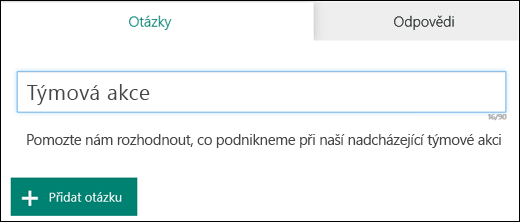 Otázky Odpovědi
Týmová akce
16/90
Pomozte nám rozhodnout, co podnikneme při naší nadcházející týmové akci
Přidat otázku